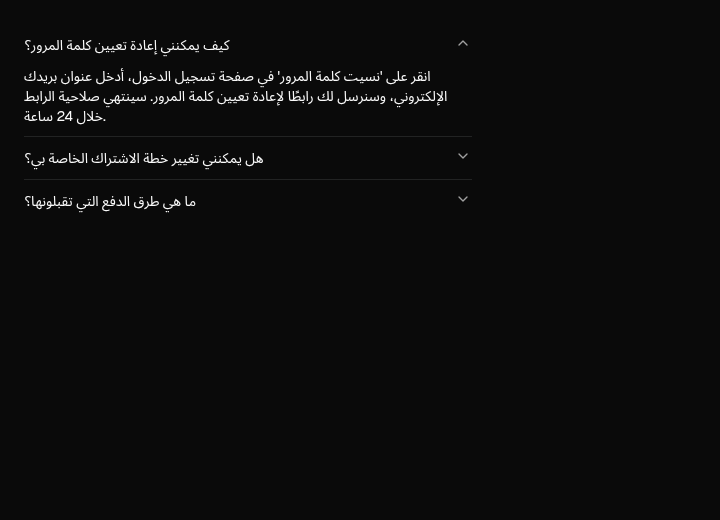 كيف يمكنني إعادة تعيين كلمة المرور؟
انقر على 'نسيت كلمة المرور' في صفحة تسجيل الدخول، أدخل عنوان بريدك
الإلكتروني، وسنرسل لك رابطًا لإعادة تعيين كلمة المرور. سينتهي صلاحية الرابط
خلال 24 ساعة.
هل يمكنني تغيير خطة الاشتراك الخاصة بي؟
ما هي طرق الدفع التي تقبلونها؟